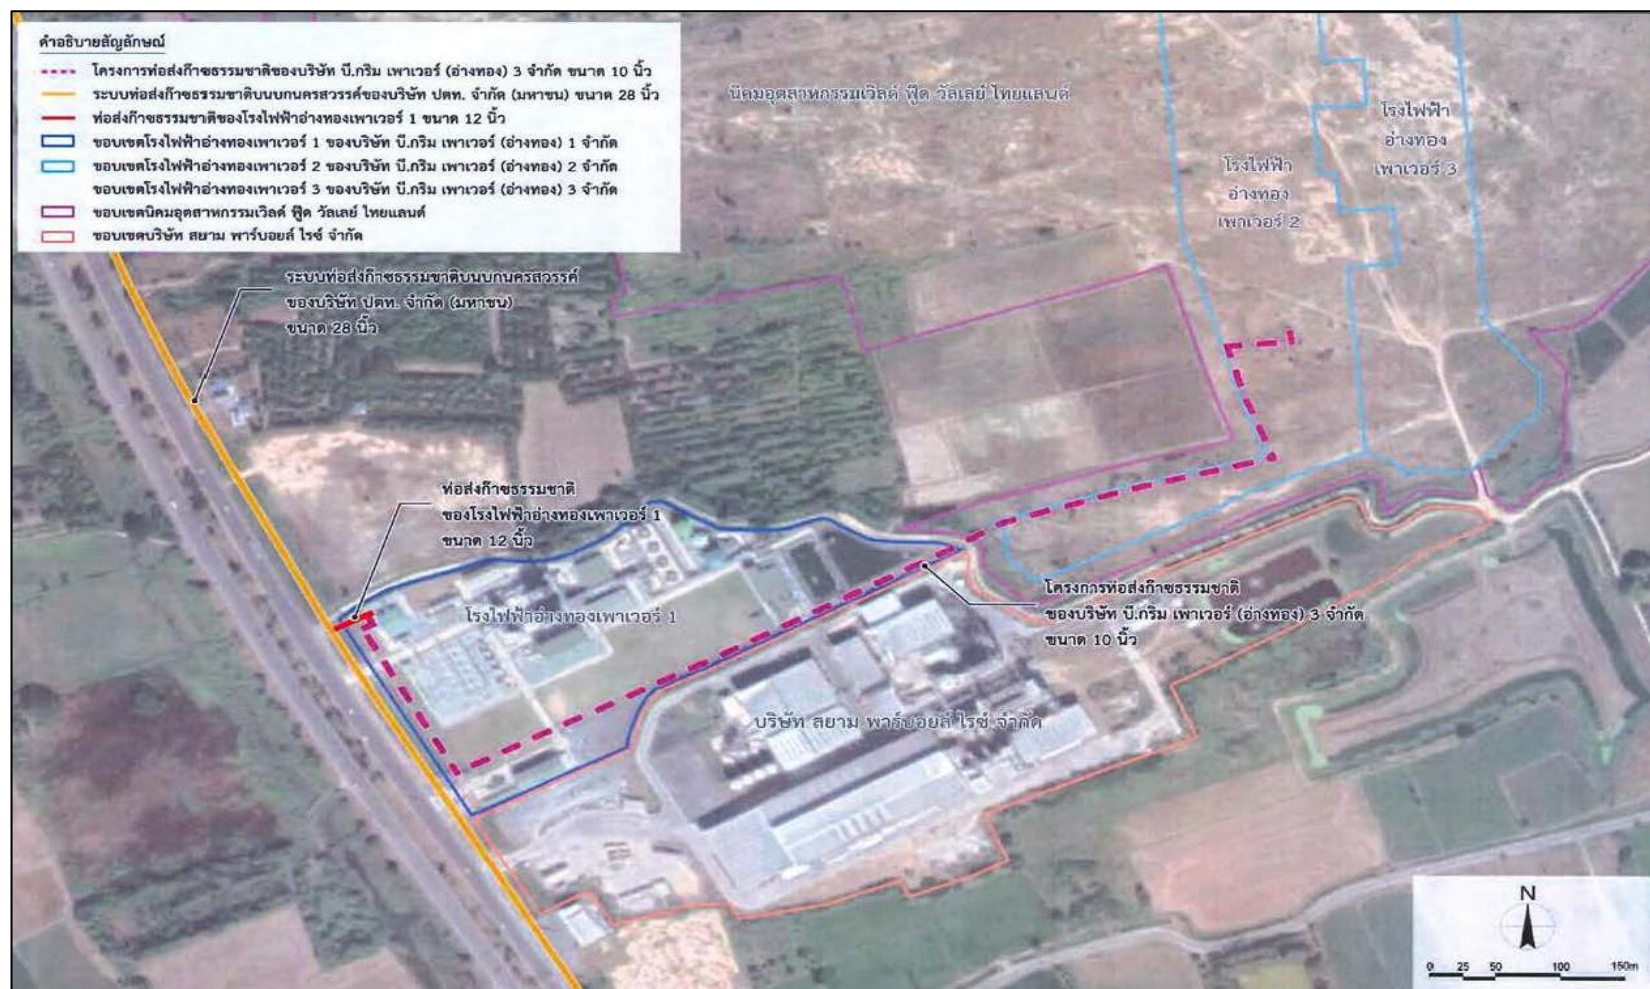 คำอธิบายสัญลักษณ์
โครงการท่อส่งก๊าซธรรมชาติของบริษัท บี.กริม เพาเวอร์ (อ่างทอง) 3 จำกัด ขนาด 10 นิ้ว
ระบบท่อส่งก๊าซธรรมชาติบนบกนครสวรรค์ของบริษัท ปตท. จำกัด (มหาชน) ขนาด 28 นิ้ว
ท่อส่งก๊าซธรรมชาติของโรงไฟฟ้าอ่างทองเพาเวอร์ 1 ขนาด 12 นิ้ว
ขอบเขตโรงไฟฟ้าอ่างทองเพาเวอร์ 1 ของบริษัท บี.กริม เพาเวอร์ (อ่างทอง) 1 จำกัด
ขอบเขตโรงไฟฟ้าอ่างทองเพาเวอร์ 2 ของบริษัท บี.กริม เพาเวอร์ (อ่างทอง) 2 จำกัด
ขอบเขตโรงไฟฟ้าอ่างทองเพาเวอร์ 3 ของบริษัท บี.กริม เพาเวอร์ (อ่างทอง) 3 จำกัด
ขอบเขตนิคมอุตสาหกรรมเวิลด์ ฟู๊ด วัลเลย์ ไทยแลนด์
ขอบเขตบริษัท สยาม พาร์บอยล์ ไรซ์ จำกัด
นิคมอุตสาหกรรมเวิลด์ ฟู๊ด วัลเลย์ ไทยแลนด์
โรงไฟฟ้า
อ่างทอง
เพาเวอร์ 3
โรงไฟฟ้า
อ่างทอง
เพาเวอร์ 2
ระบบท่อส่งก๊าซธรรมชาติบนบกนครสวรรค์
ของบริษัท ปตท. จำกัด (มหาชน)
ขนาด 28 นิ้ว
ท่อส่งก๊าซธรรมชาติ
ของโรงไฟฟ้าอ่างทองเพาเวอร์ 1
ขนาด 12 นิ้ว
โรงไฟฟ้าอ่างทองเพาเวอร์ 1
โครงการท่อส่งก๊าซธรรมชาติ
ของบริษัท บี.กริม เพาเวอร์ (อ่างทอง) 3 จำกัด
ขนาด 10 นิ้ว
บริษัท สยาม พาร์บอยล์ ไรซ์ จำกัด
N
0 25 50 100 150m